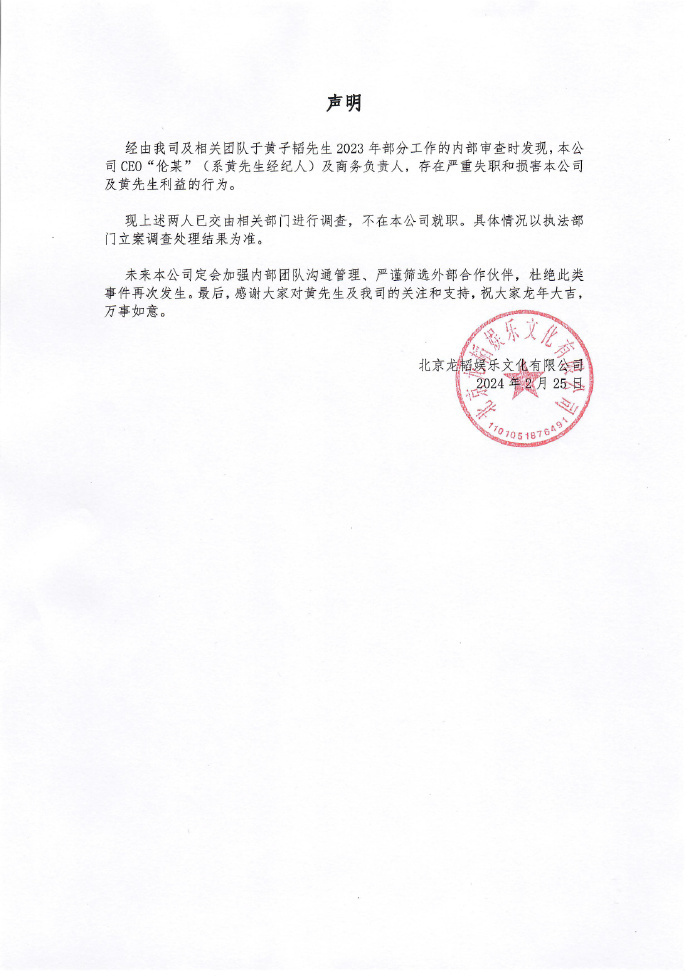 声明
经由我司及相关团队于黄子韬先生 2023 年部分工作的内部审查时发现,本公
司 CEO“伦某”（系黄先生经纪人）及商务负责人，存在严重失职和损害本公司
及黄先生利益的行为。
现上述两人已交由相关部门进行调查，不在本公司就职。具体情况以执法部
门立案调查处理结果为准。
未来本公司定会加强内部团队沟通管理、严谨筛选外部合作伙伴，杜绝此类
事件再次发生。最后，感谢大家对黄先生及我司的关注和支持，祝大家龙年大吉，
万事如意。
北京龙韬娱乐文化有限公司
2024 年 2 月 25 日
北京龙韬娱乐文化有限公司
1101051876491